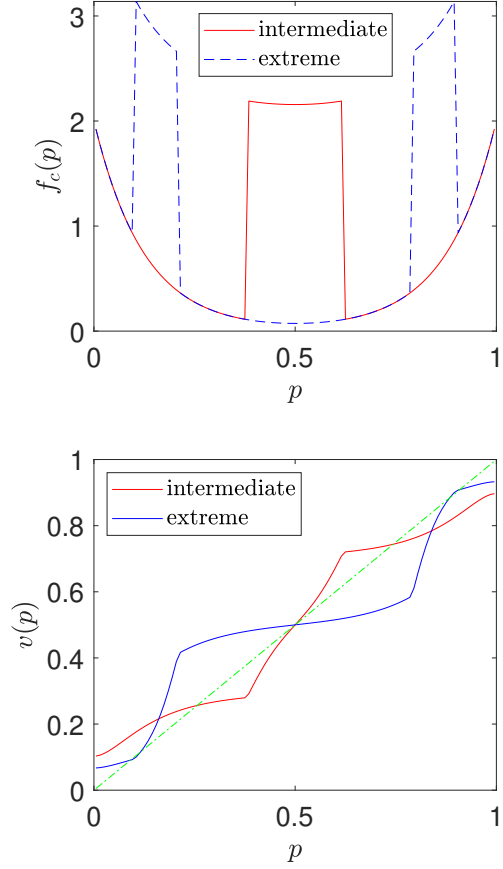 3
2
1
0
f_c(p)
intermediate
extreme
0
0.5
1
p
1
0.8
0.6
0.4
0.2
0
v(p)
intermediate
extreme
0
0.5
1
p